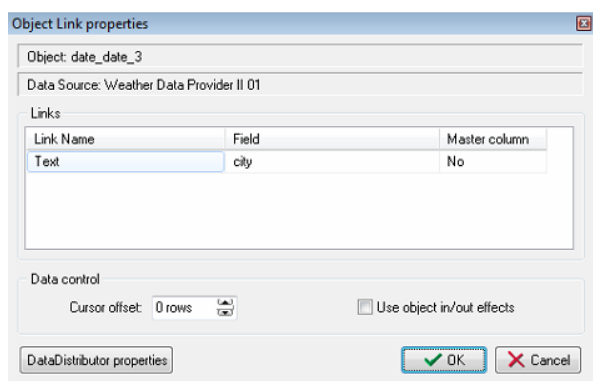 Object Link properties
Object: date_date_3
Data Source: Weather Data Provider II 01
Links
Link Name Field Master column
Text city No
Data control
Cursor offset: 0 rows Use object in/out effects
DataDistributor properties OK Cancel